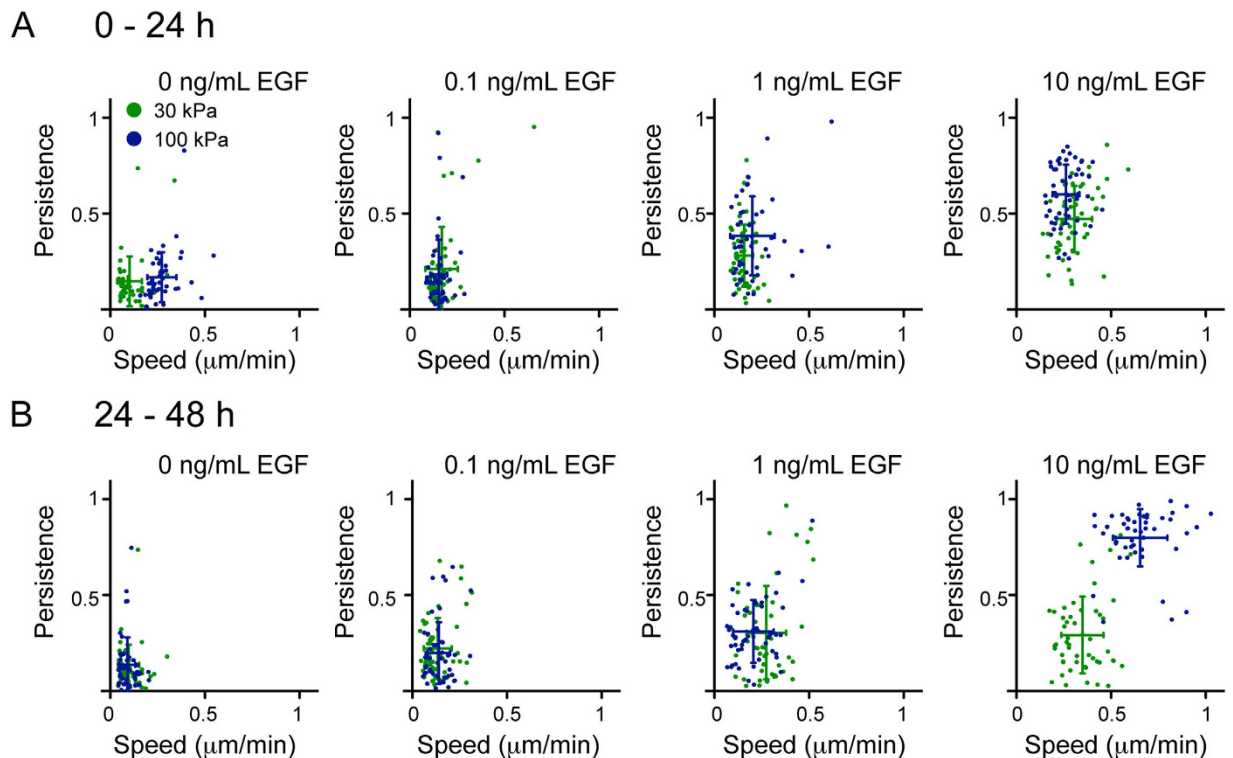 A 0 - 24 h
0 ng/mL EGF 0.1 ng/mL EGF 1 ng/mL EGF 10 ng/mL EGF
30 kPa
100 kPa
Persistence Persistence Persistence Persistence
1 1 1 1
0.5 0.5 0.5 0.5
0 0.5 1 0 0.5 1 0 0.5 1 0 0.5 1
Speed (μm/min) Speed (μm/min) Speed (μm/min) Speed (μm/min)
B 24 - 48 h
0 ng/mL EGF 0.1 ng/mL EGF 1 ng/mL EGF 10 ng/mL EGF
Persistence Persistence Persistence Persistence
1 1 1 1
0.5 0.5 0.5 0.5
0 0.5 1 0 0.5 1 0 0.5 1 0 0.5 1
Speed (μm/min) Speed (μm/min) Speed (μm/min) Speed (μm/min)